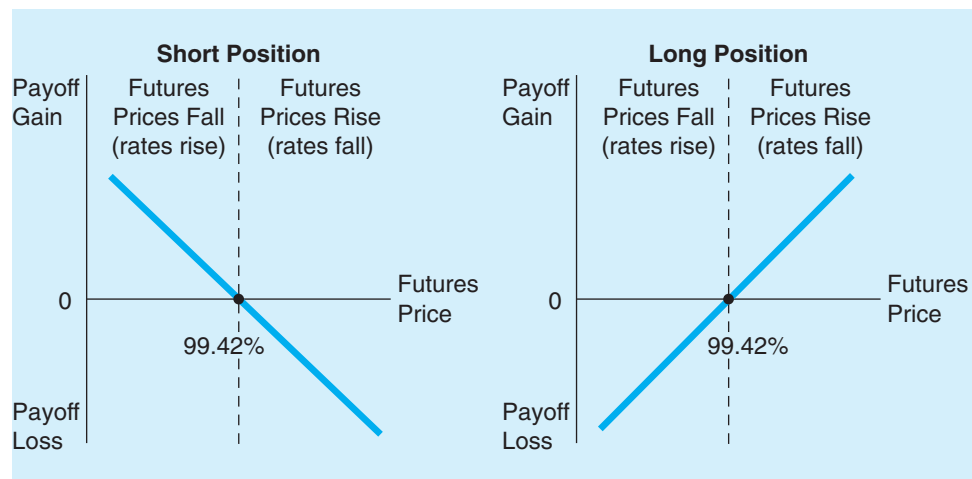 Short Position
Payoff
Gain
Futures
Prices Fall
(rates rise)
Futures
Prices Rise
(rates fall)
0
Futures
Price
99.42%
Payoff
Loss
Long Position
Payoff
Gain
Futures
Prices Fall
(rates rise)
Futures
Prices Rise
(rates fall)
0
Futures
Price
99.42%
Payoff
Loss